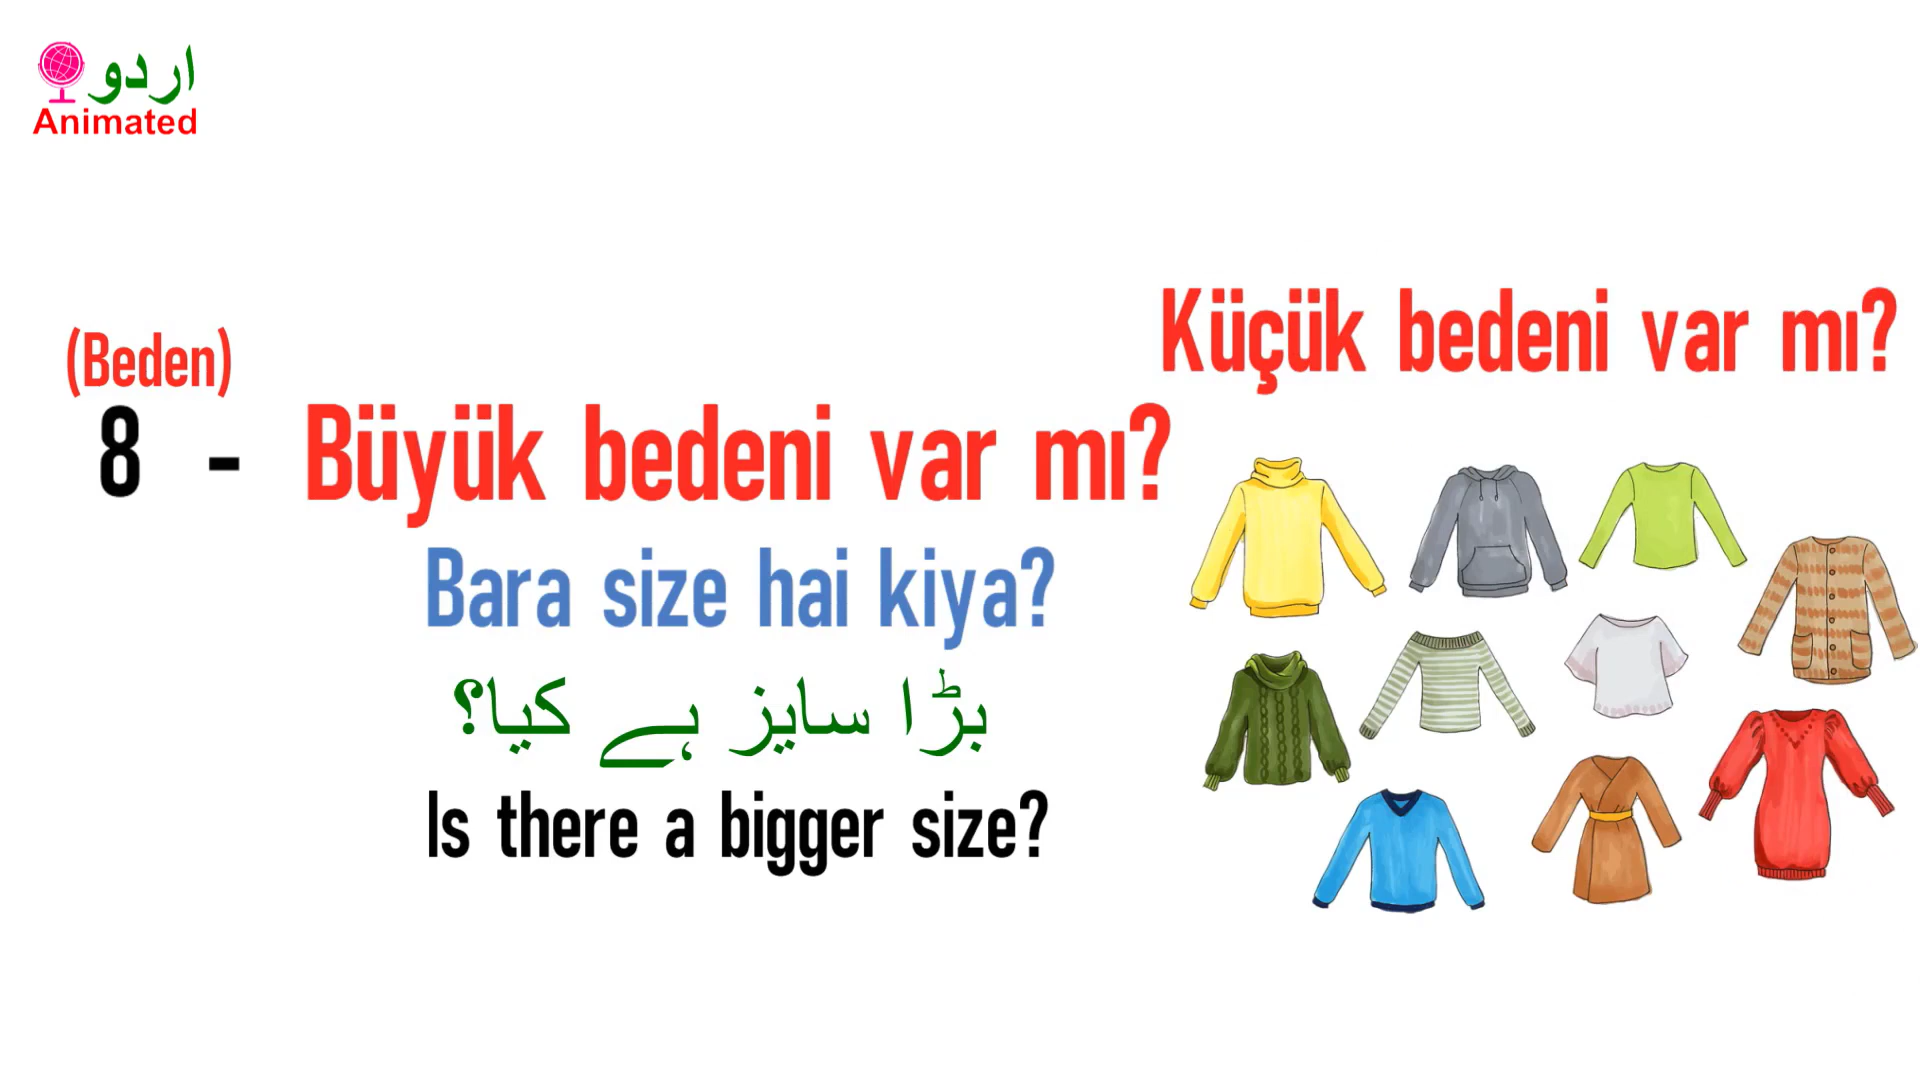 اردو
Animated
Küçük bedeni var mı?
(Beden)
8 - Büyük bedeni var mı?
Bara size hai kiya?
بڑا سایز ہے کیا؟
Is there a bigger size?